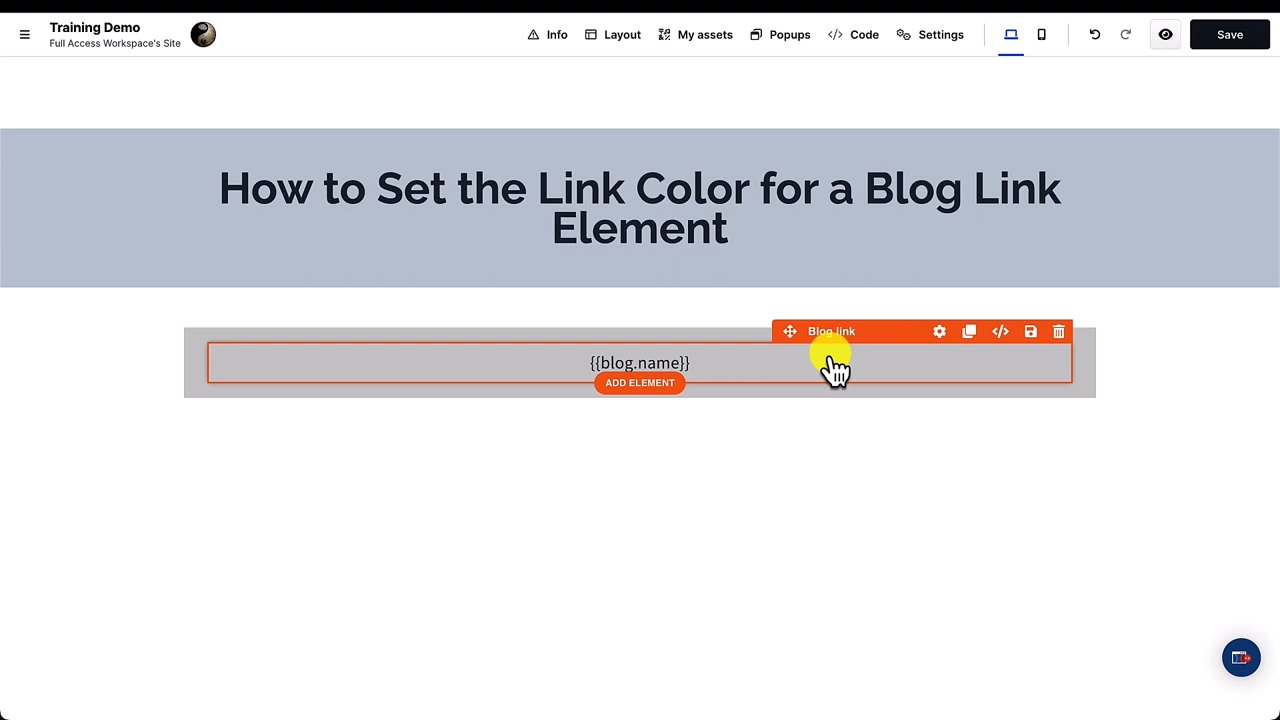 Training Demo
Full Access Workspace's Site
Info
Layout
My assets
Popups
Code
Settings
Save
How to Set the Link Color for a Blog Link
Element
Blog link
{{blog.name}}
ADD ELEMENT